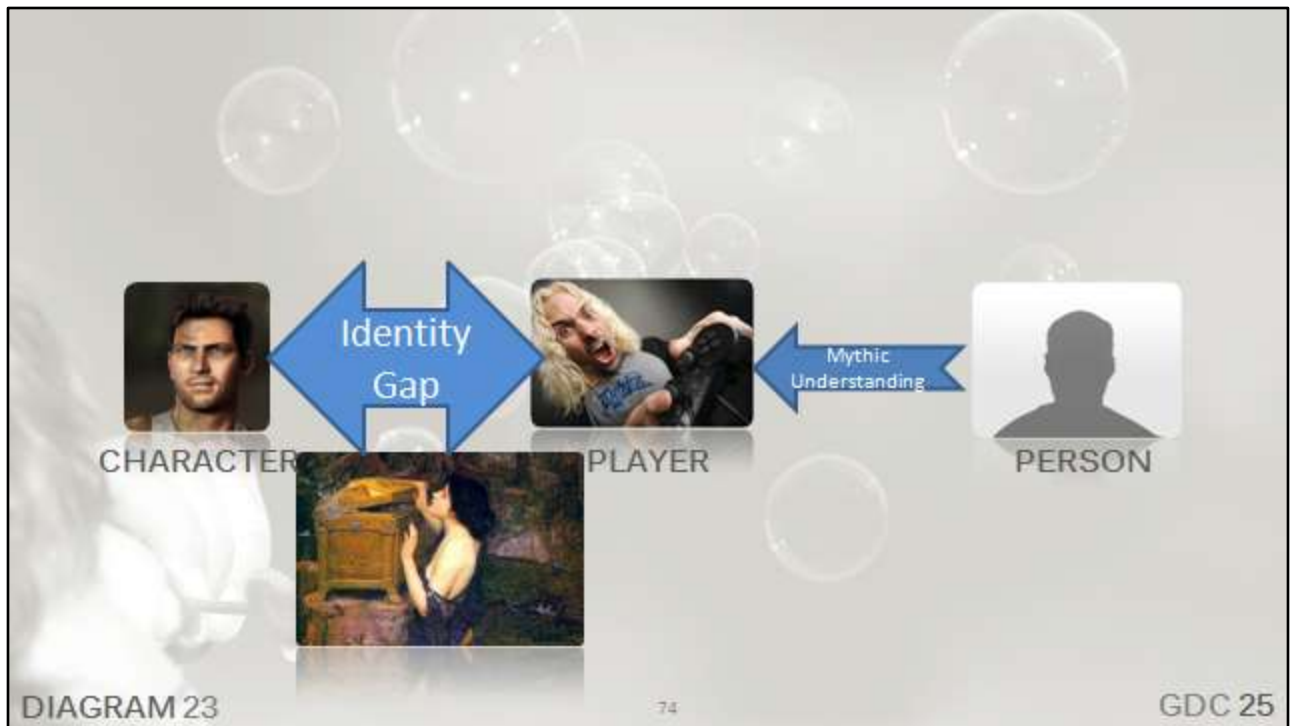 Identity
Gap
Mythic
Understanding
CHARACTER
PLAYER
PERSON
DIAGRAM 23
74
GDC 25